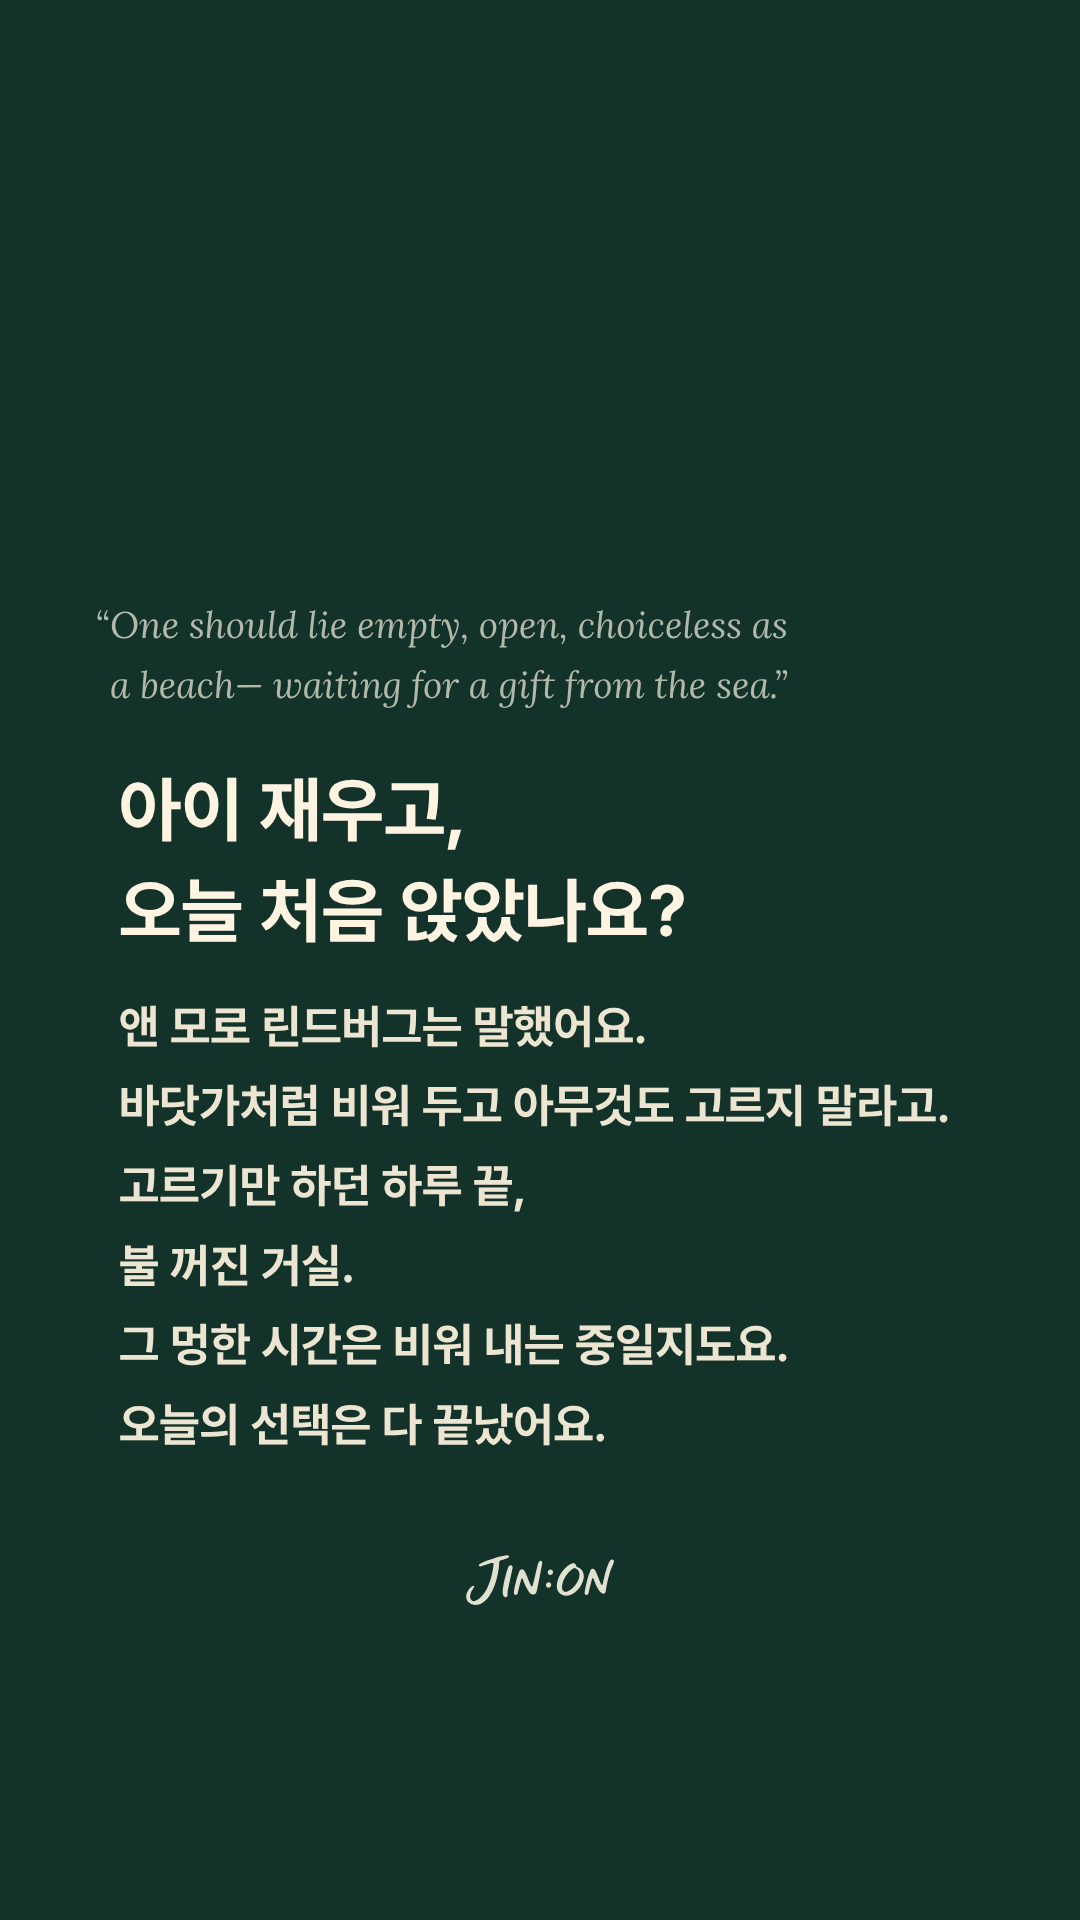 “One should lie empty, open, choiceless as
a beach— waiting for a gift from the sea.”
아이 재우고,
오늘 처음 앉았나요?
앤 모로 린드버그는 말했어요.
바닷가처럼 비워 두고 아무것도 고르지 말라고.
고르기만 하던 하루 끝,
불 꺼진 거실.
그 멍한 시간은 비워 내는 중일지도요.
오늘의 선택은 다 끝났어요.
JIN:ON